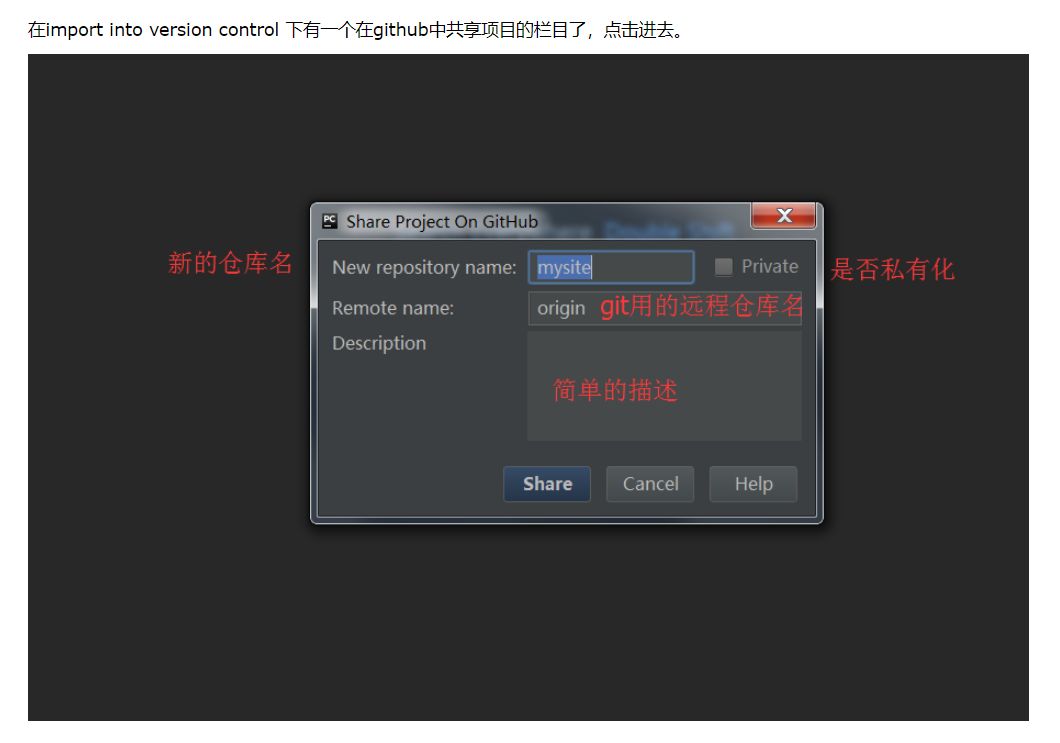 在import into version control 下有一个在github中共享项目的栏目了，点击进去。
PC Share Project On GitHub
新的仓库名 New repository name: mysite Private 是否私有化
Remote name: origin git用的远程仓库名
Description
简单的描述
Share Cancel Help